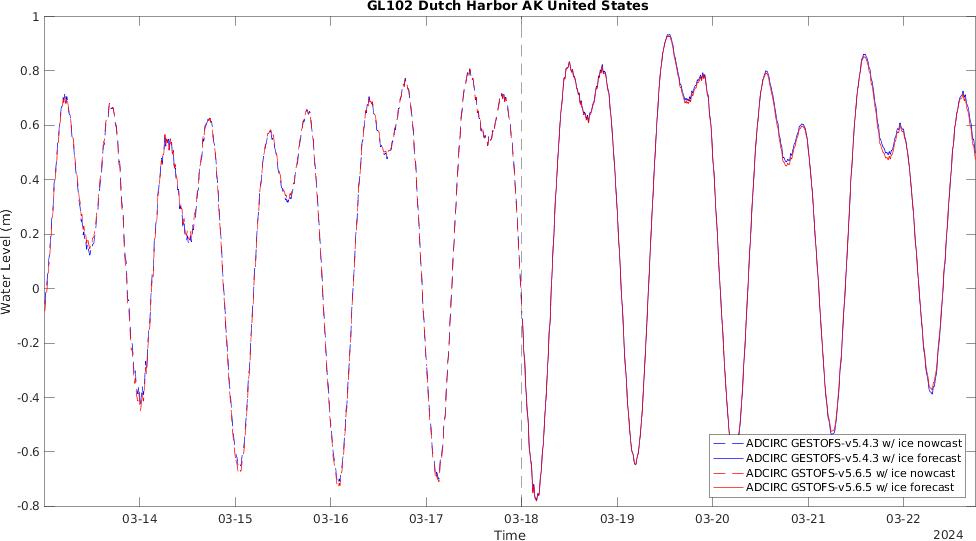 GL102 Dutch Harbor AK United States
1
0.8
0.6
0.4
0.2
0
-0.2
-0.4
-0.6
-0.8
Water Level (m)
ADCIRC GESTOFS-v5.4.3 w/ ice nowcast
ADCIRC GESTOFS-v5.4.3 w/ ice forecast
ADCIRC GSTOFS-v5.6.5 w/ ice nowcast
ADCIRC GSTOFS-v5.6.5 w/ ice forecast
03-14 03-15 03-16 03-17 03-18 03-19 03-20 03-21 03-22
Time
2024